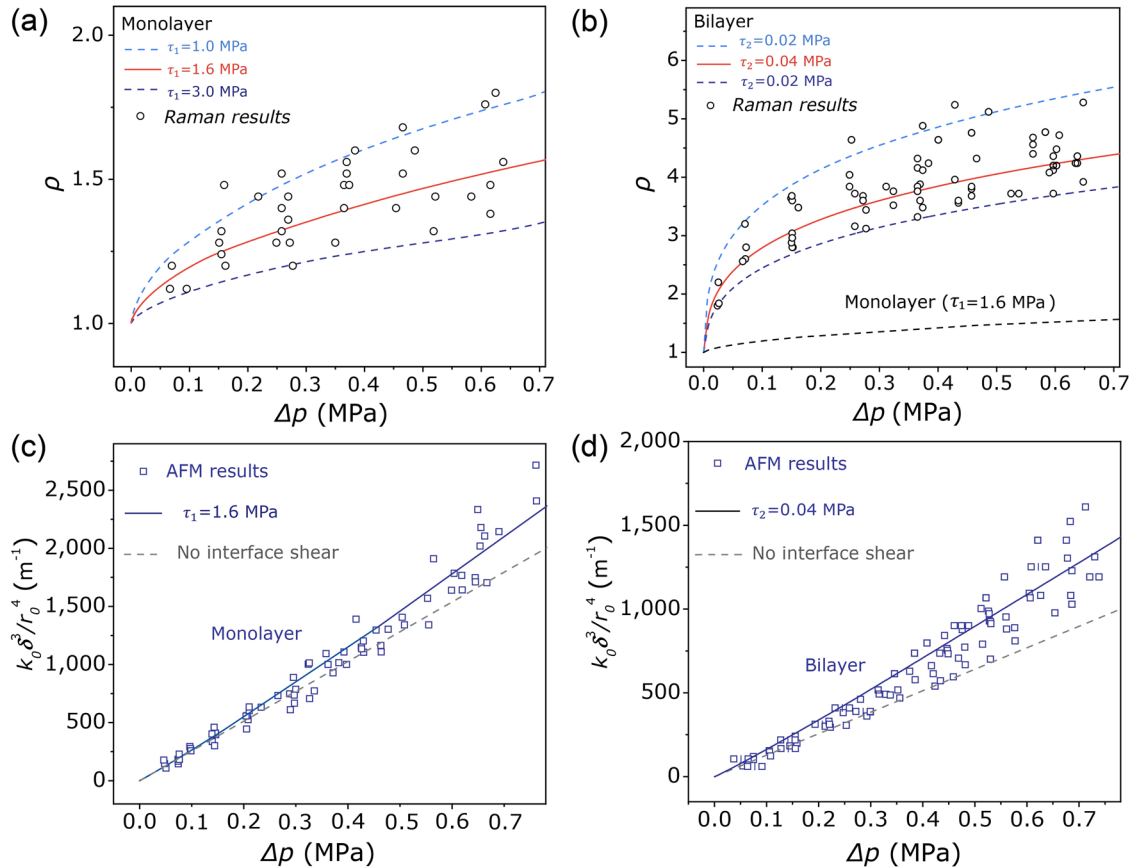 (a)
Monolayer
τ₁=1.0 MPa
τ₁=1.6 MPa
τ₁=3.0 MPa
Raman results
2.0
1.5
1.0
ρ
0.0 0.1 0.2 0.3 0.4 0.5 0.6 0.7
Δp (MPa)
(b)
Bilayer
τ₂=0.02 MPa
τ₂=0.04 MPa
τ₂=0.02 MPa
Raman results
Monolayer (τ₁=1.6 MPa)
6
5
4
3
2
1
ρ
0.0 0.1 0.2 0.3 0.4 0.5 0.6 0.7
Δp (MPa)
(c)
AFM results
τ₁=1.6 MPa
No interface shear
Monolayer
2,500
2,000
1,500
1,000
500
0
k₀δ³/r₀⁴ (m⁻¹)
0.0 0.1 0.2 0.3 0.4 0.5 0.6 0.7
Δp (MPa)
(d)
AFM results
τ₂=0.04 MPa
No interface shear
Bilayer
2,000
1,500
1,000
500
0
k₀δ³/r₀⁴ (m⁻¹)
0.0 0.1 0.2 0.3 0.4 0.5 0.6 0.7
Δp (MPa)